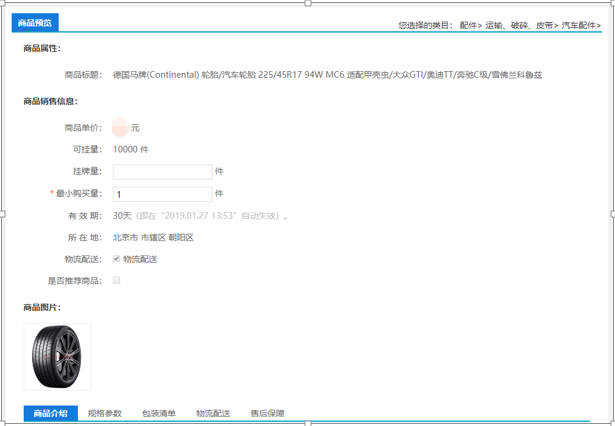 商品预览
您选择的类目: 配件> 运输、破碎、皮带> 汽车配件>
商品属性:
商品标题: 德国马牌(Continental) 轮胎/汽车轮胎 225/45R17 94W MC6 适配甲壳虫/大众GTI/奥迪TT/奔驰C级/雪佛兰科鲁兹
商品销售信息:
商品单价: 元
可挂量: 10000 件
挂牌量: 件
* 最小购买量: 1 件
有 效 期: 30天（即在“2019.01.27 13:53”自动失效）。
所 在 地: 北京市 市辖区 朝阳区
物流配送: 物流配送
是否推荐商品:
商品图片:
商品介绍 规格参数 包装清单 物流配送 售后保障